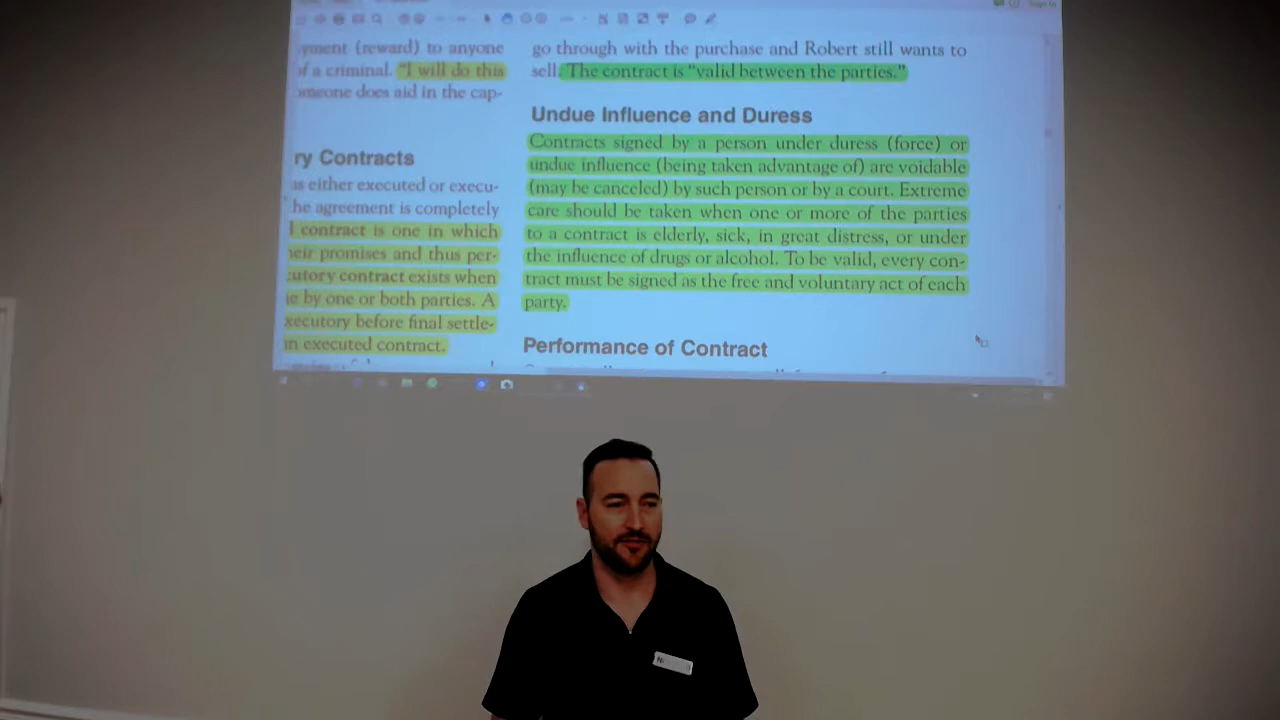 Sign In
yment (reward) to anyone
of a criminal. "I will do this
omeone does aid in the cap-
ry Contracts
is either executed or execu-
he agreement is completely
contract is one in which
heir promises and thus per-
cutory contract exists when
e by one or both parties. A
xecutory before final settle-
n executed contract.
go through with the purchase and Robert still wants to
sell. The contract is "valid between the parties."
Undue Influence and Duress
Contracts signed by a person under duress (force) or
undue influence (being taken advantage of) are voidable
(may be canceled) by such person or by a court. Extreme
care should be taken when one or more of the parties
to a contract is elderly, sick, in great distress, or under
the influence of drugs or alcohol. To be valid, every con-
tract must be signed as the free and voluntary act of each
party.
Performance of Contract